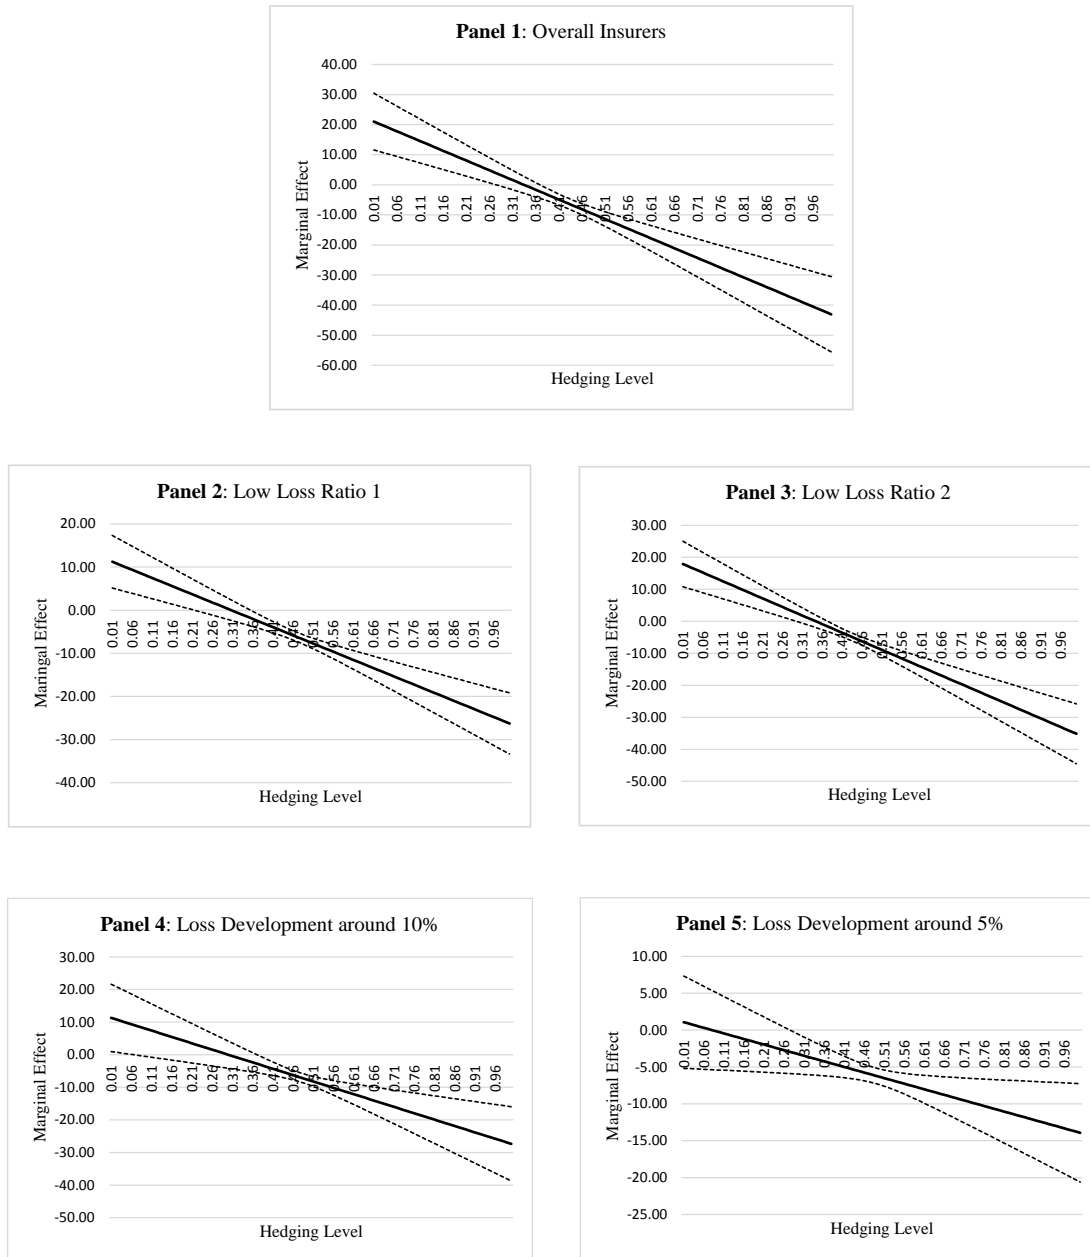 Panel 1: Overall Insurers
40.00
30.00
20.00
10.00
0.00
-10.00
-20.00
-30.00
-40.00
-50.00
-60.00
Marginal Effect
0.01 0.06 0.11 0.16 0.21 0.26 0.31 0.36 0.41 0.46 0.51 0.56 0.61 0.66 0.71 0.76 0.81 0.86 0.91 0.96
Hedging Level
Panel 2: Low Loss Ratio 1
20.00
10.00
0.00
-10.00
-20.00
-30.00
-40.00
Maringal Effect
0.01 0.06 0.11 0.16 0.21 0.26 0.31 0.36 0.41 0.46 0.51 0.56 0.61 0.66 0.71 0.76 0.81 0.86 0.91 0.96
Hedging Level
Panel 3: Low Loss Ratio 2
30.00
20.00
10.00
0.00
-10.00
-20.00
-30.00
-40.00
-50.00
Marginal Effect
0.01 0.06 0.11 0.16 0.21 0.26 0.31 0.36 0.41 0.46 0.51 0.56 0.61 0.66 0.71 0.76 0.81 0.86 0.91 0.96
Hedging Level
Panel 4: Loss Development around 10%
30.00
20.00
10.00
0.00
-10.00
-20.00
-30.00
-40.00
-50.00
Marginal Effect
0.01 0.06 0.11 0.16 0.21 0.26 0.31 0.36 0.41 0.46 0.51 0.56 0.61 0.66 0.71 0.76 0.81 0.86 0.91 0.96
Hedging Level
Panel 5: Loss Development around 5%
10.00
5.00
0.00
-5.00
-10.00
-15.00
-20.00
-25.00
Marginal Effect
0.01 0.06 0.11 0.16 0.21 0.26 0.31 0.36 0.41 0.46 0.51 0.56 0.61 0.66 0.71 0.76 0.81 0.86 0.91 0.96
Hedging Level